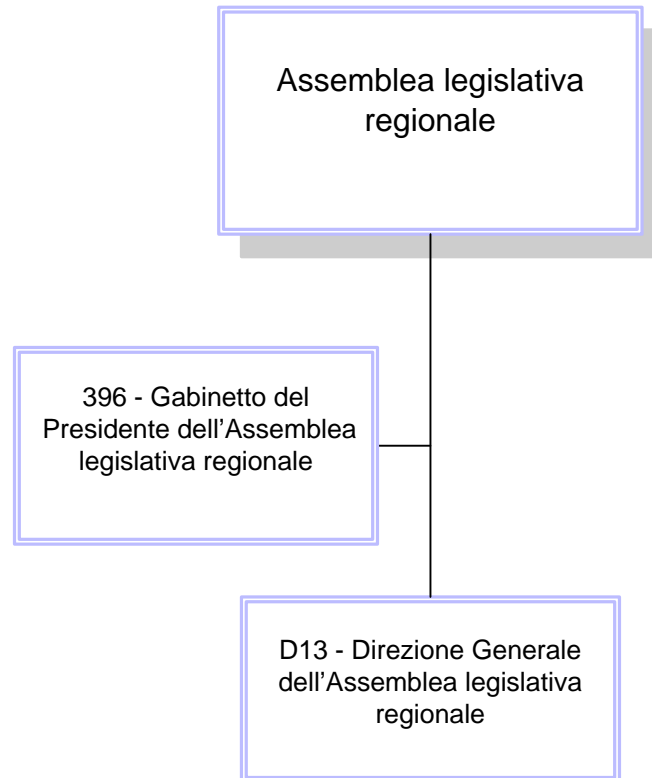 Assemblea legislativa
regionale
396 - Gabinetto del
Presidente dell’Assemblea
legislativa regionale
D13 - Direzione Generale
dell’Assemblea legislativa
regionale